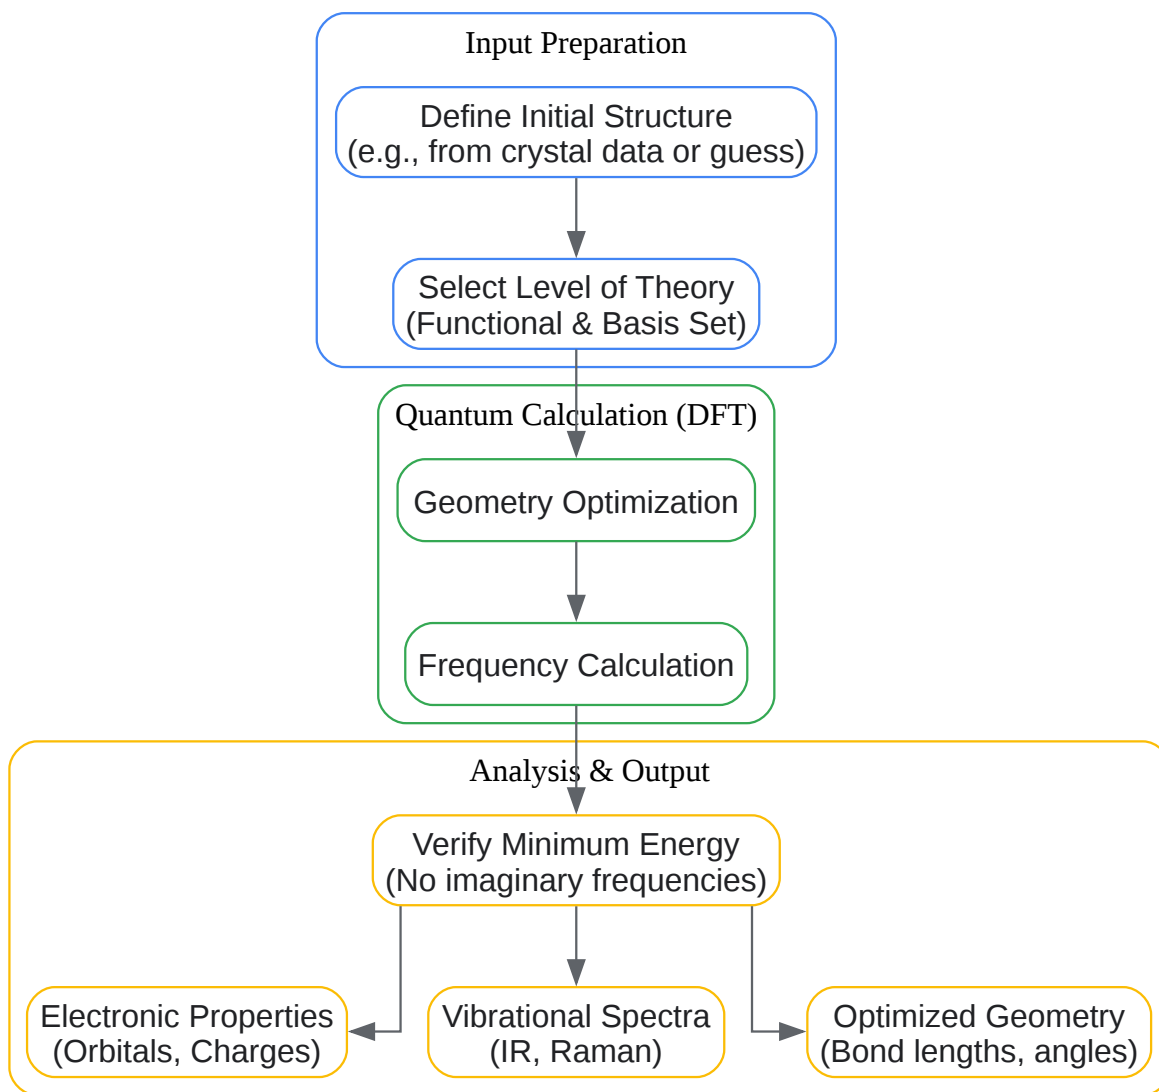 Input Preparation
Define Initial Structure
(e.g., from crystal data or guess)
Select Level of Theory
(Functional & Basis Set)
Quantum Calculation (DFT)
Geometry Optimization
Frequency Calculation
Analysis & Output
Verify Minimum Energy
(No imaginary frequencies)
Electronic Properties
(Orbitals, Charges)
Vibrational Spectra
(IR, Raman)
Optimized Geometry
(Bond lengths, angles)